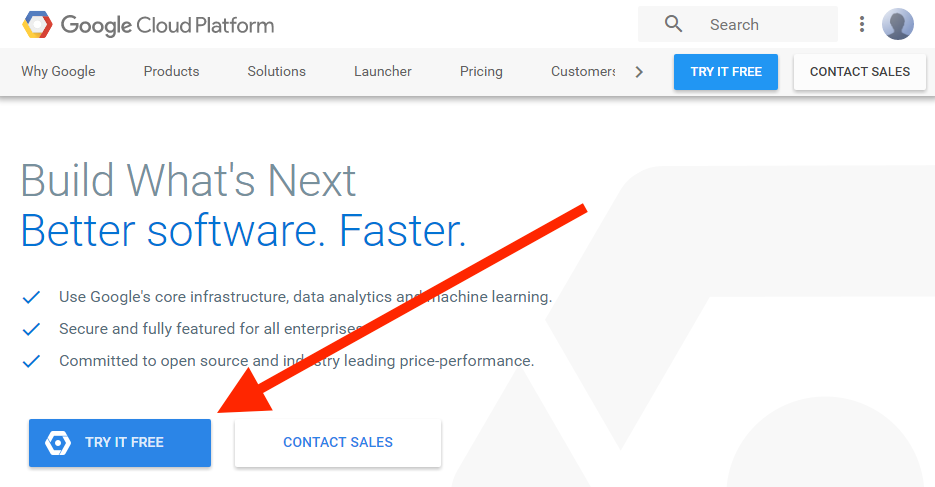 Google Cloud Platform
Search
Why Google
Products
Solutions
Launcher
Pricing
Customers
TRY IT FREE
CONTACT SALES
Build What's Next
Better software. Faster.
Use Google's core infrastructure, data analytics and machine learning.
Secure and fully featured for all enterprises
Committed to open source and industry leading price-performance.
TRY IT FREE
CONTACT SALES